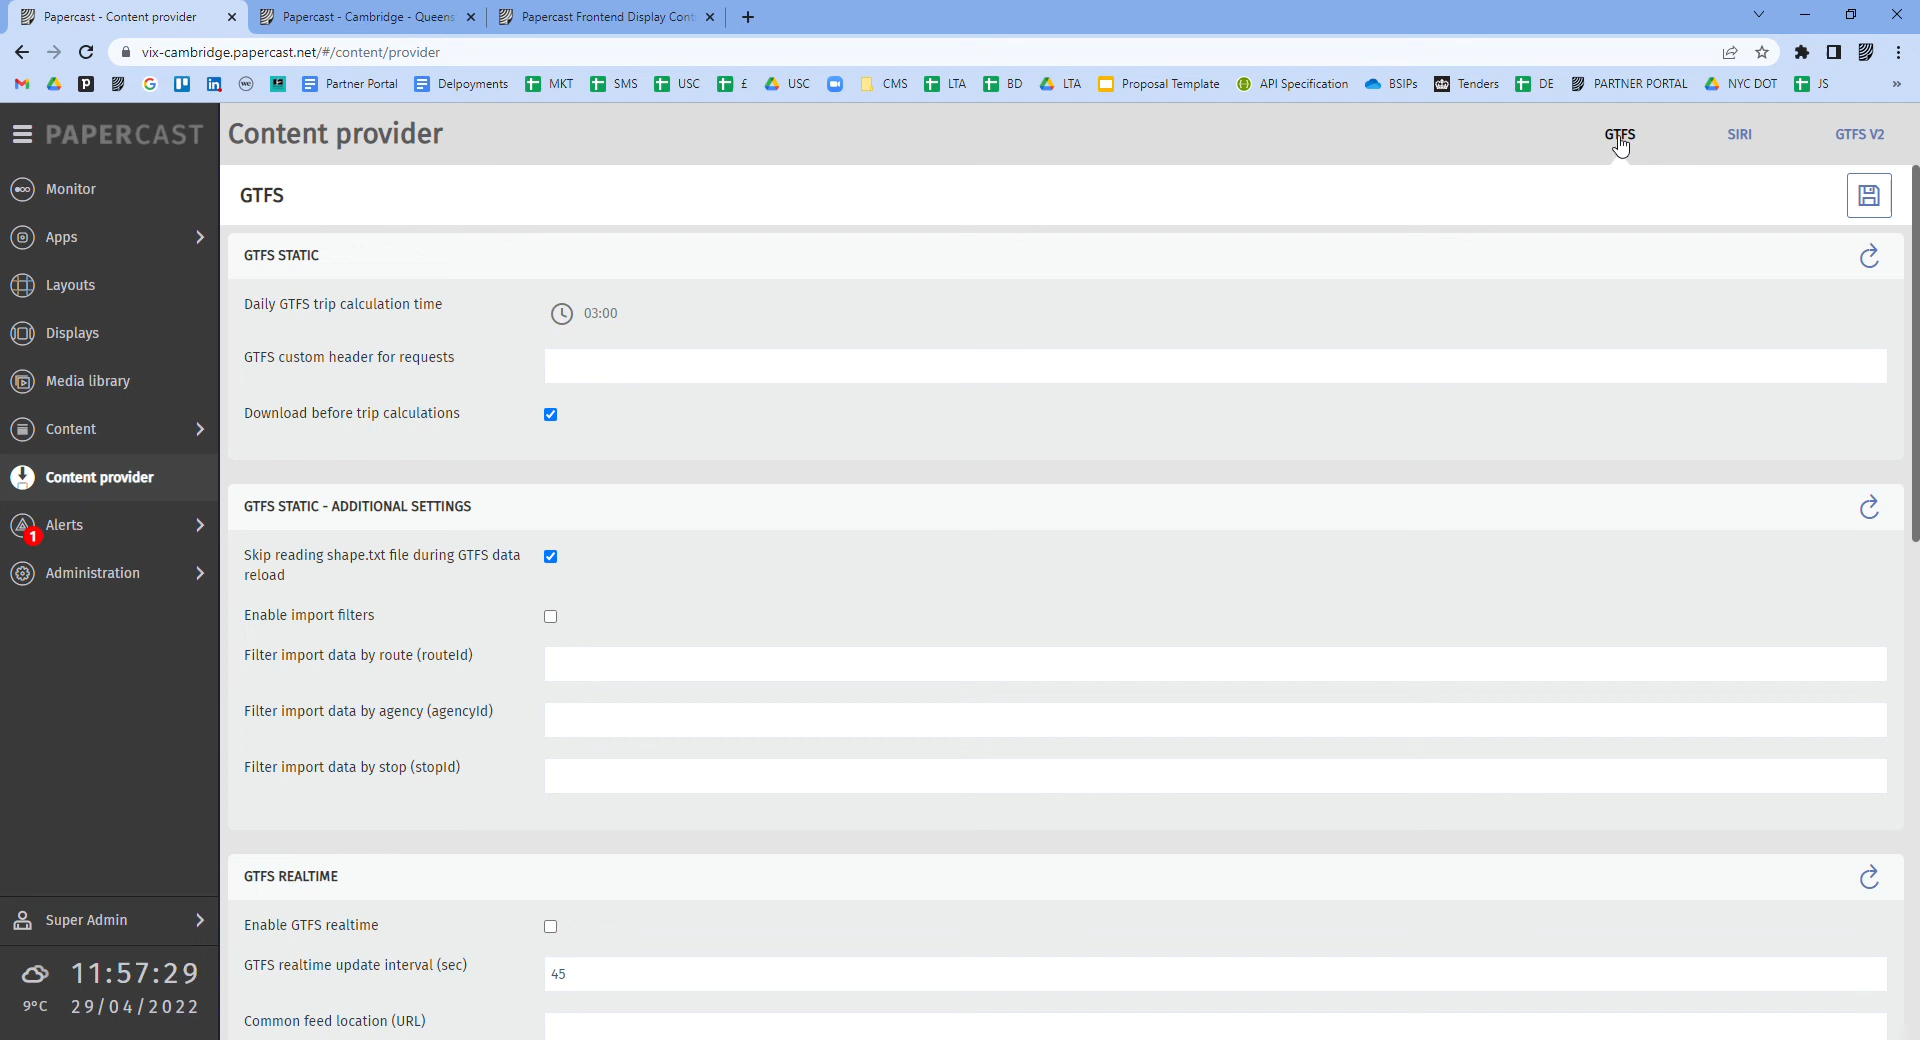 Papercast - Content provider
Papercast - Cambridge - Queens
Papercast Frontend Display Cont
vix-cambridge.papercast.net/#/content/provider
Partner Portal
Delpoyments
MKT
SMS
USC
£
USC
CMS
LTA
BD
LTA
Proposal Template
API Specification
BSIPs
Tenders
DE
PARTNER PORTAL
NYC DOT
JS
»
PAPERCAST
Content provider
GTFS
SIRI
GTFS V2
Monitor
Apps
Layouts
Displays
Media library
Content
Content provider
Alerts
1
Administration
Super Admin
11:57:29
9°C
29/04/2022
GTFS
GTFS STATIC
Daily GTFS trip calculation time
03:00
GTFS custom header for requests
Download before trip calculations
GTFS STATIC - ADDITIONAL SETTINGS
Skip reading shape.txt file during GTFS data
reload
Enable import filters
Filter import data by route (routeId)
Filter import data by agency (agencyId)
Filter import data by stop (stopId)
GTFS REALTIME
Enable GTFS realtime
GTFS realtime update interval (sec)
45
Common feed location (URL)